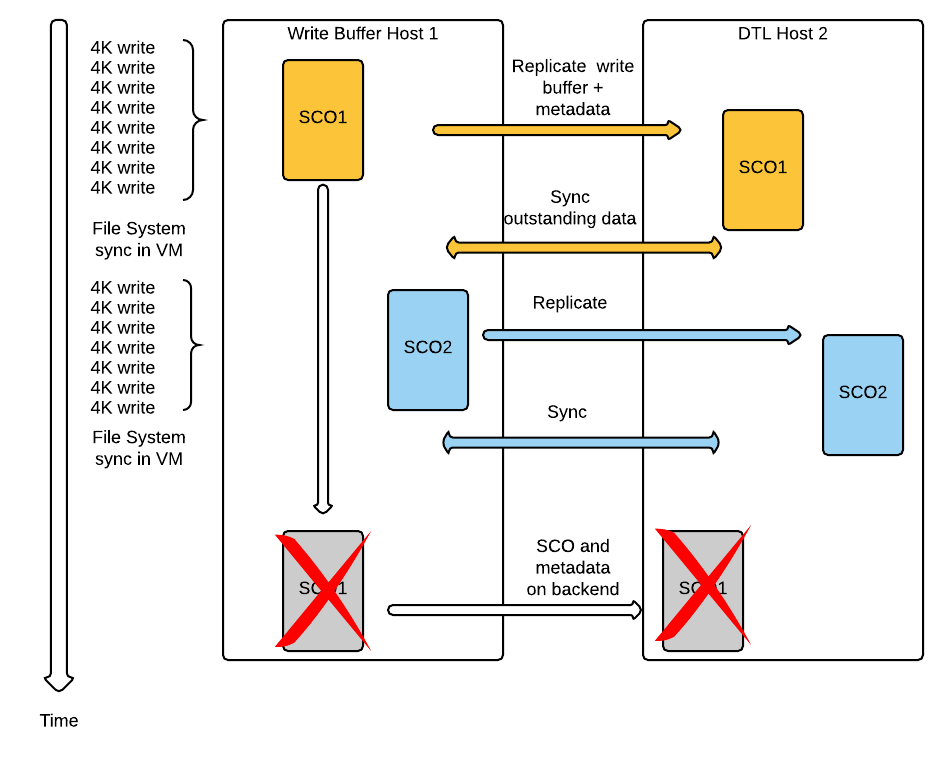 Write Buffer Host 1
DTL Host 2
4K write
4K write
4K write
4K write
4K write
4K write
4K write
4K write
SCO1
Replicate write
buffer +
metadata
SCO1
Sync
outstanding data
File System
sync in VM
4K write
4K write
4K write
4K write
4K write
4K write
4K write
SCO2
Replicate
SCO2
Sync
File System
sync in VM
SCO1
SCO and
metadata
on backend
SCO1
Time